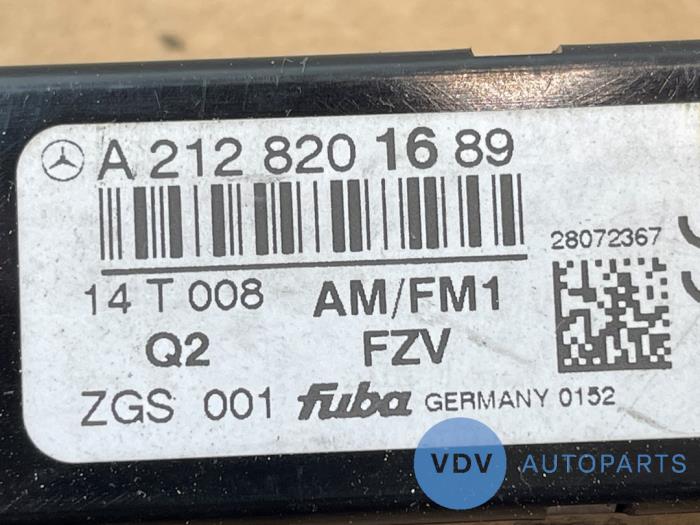 A 212 820 16 89
28072367
14 T 008 AM/FM1
Q2 FZV
ZGS 001 fuba GERMANY 0152
VDV AUTOPARTS